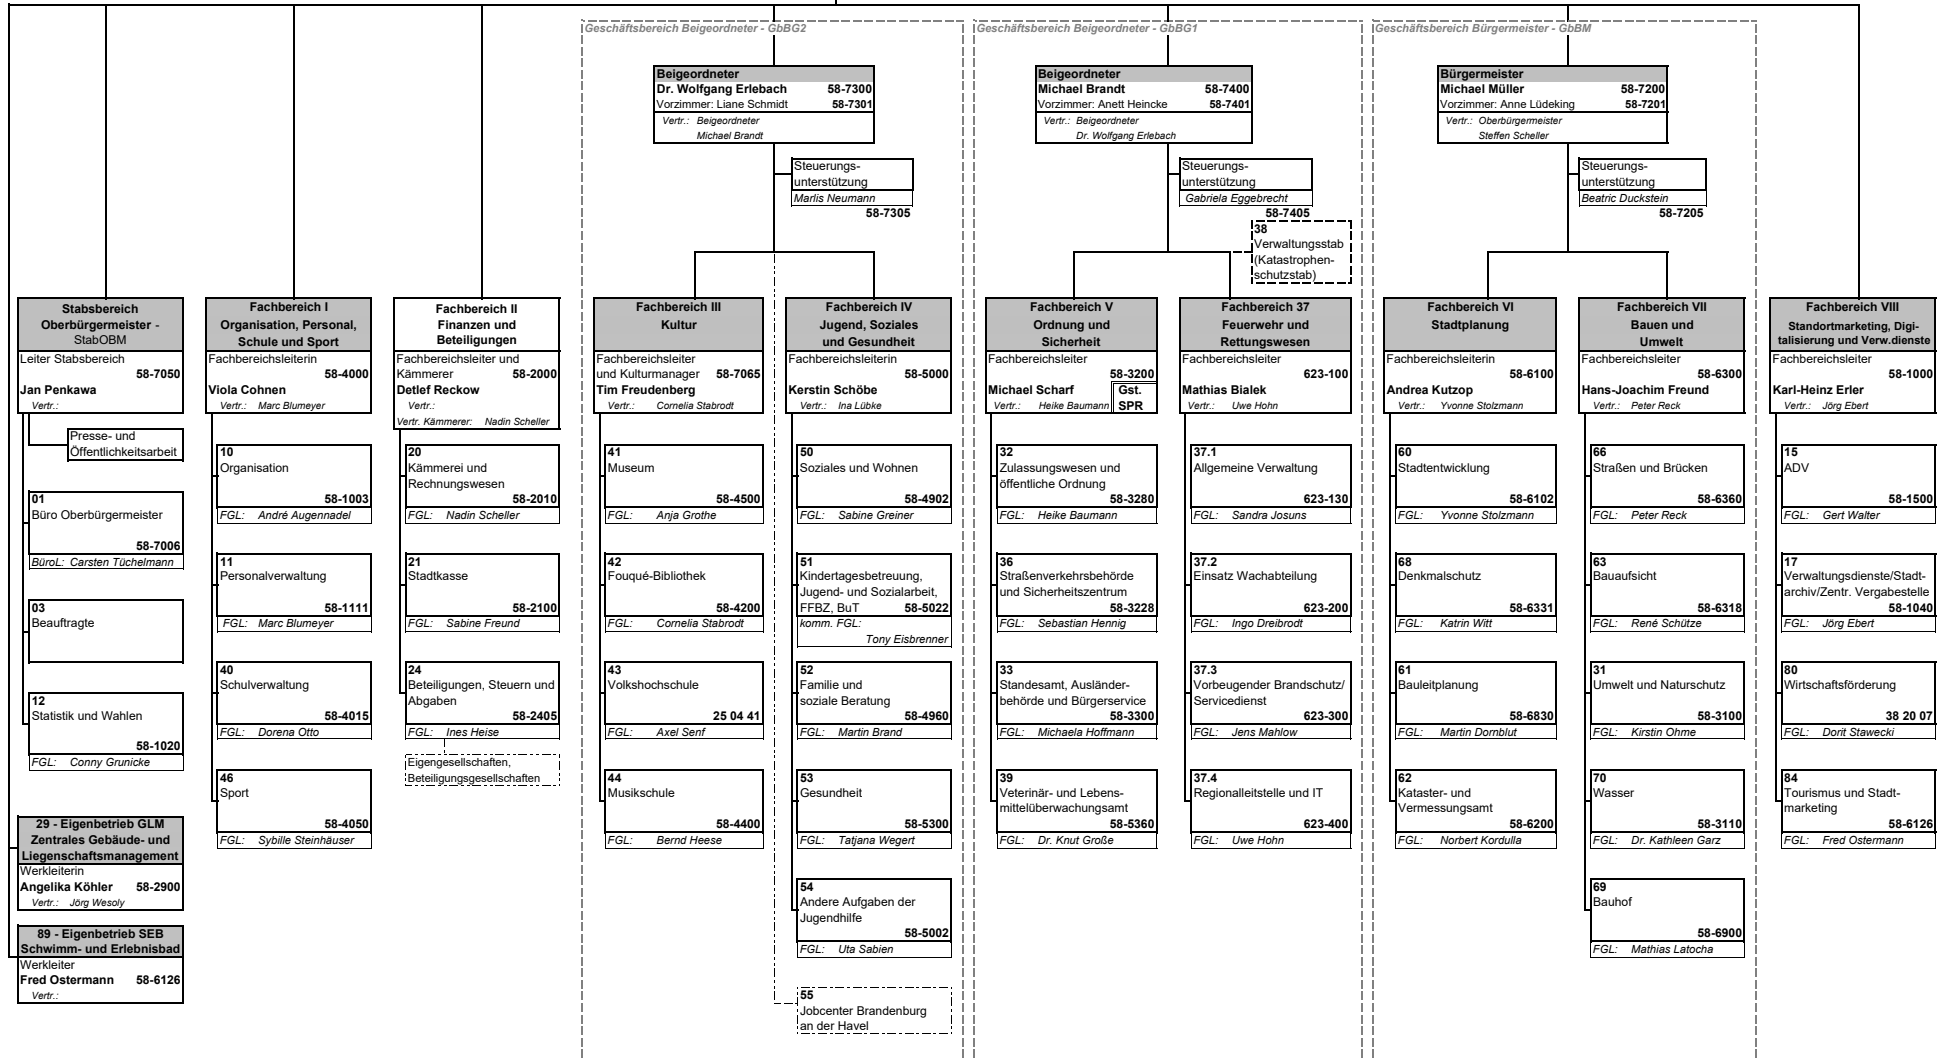 Geschäftsbereich Beigeordneter - GbBG2
Geschäftsbereich Beigeordneter - GbBG1
Geschäftsbereich Bürgermeister - GbBM
Beigeordneter
Dr. Wolfgang Erlebach 58-7300
Vorzimmer: Liane Schmidt 58-7301
Vertr.: Beigeordneter
Michael Brandt
Steuerungs-
unterstützung
Marlis Neumann
58-7305
Beigeordneter
Michael Brandt 58-7400
Vorzimmer: Anett Heincke 58-7401
Vertr.: Beigeordneter
Dr. Wolfgang Erlebach
Steuerungs-
unterstützung
Gabriela Eggebrecht
58-7405
38
Verwaltungsstab
(Katastrophen-
schutzstab)
Bürgermeister
Michael Müller 58-7200
Vorzimmer: Anne Lüdeking 58-7201
Vertr.: Oberbürgermeister
Steffen Scheller
Steuerungs-
unterstützung
Beatric Duckstein
58-7205
Stabsbereich
Oberbürgermeister -
StabOBM
Leiter Stabsbereich
58-7050
Jan Penkawa
Vertr.:
Presse- und
Öffentlichkeitsarbeit
01
Büro Oberbürgermeister
58-7006
BüroL: Carsten Tüchelmann
03
Beauftragte
12
Statistik und Wahlen
58-1020
FGL: Conny Grunicke
29 - Eigenbetrieb GLM
Zentrales Gebäude- und
Liegenschaftsmanagement
Werkleiterin
Angelika Köhler 58-2900
Vertr.: Jörg Wesoly
89 - Eigenbetrieb SEB
Schwimm- und Erlebnisbad
Werkleiter
Fred Ostermann 58-6126
Vertr.:
Fachbereich I
Organisation, Personal,
Schule und Sport
Fachbereichsleiterin
58-4000
Viola Cohnen
Vertr.: Marc Blumeyer
10
Organisation
58-1003
FGL: André Augennadel
11
Personalverwaltung
58-1111
FGL: Marc Blumeyer
40
Schulverwaltung
58-4015
FGL: Dorena Otto
46
Sport
58-4050
FGL: Sybille Steinhäuser
Fachbereich II
Finanzen und
Beteiligungen
Fachbereichsleiter und
Kämmerer 58-2000
Detlef Reckow
Vertr.:
Vertr. Kämmerer: Nadin Scheller
20
Kämmerei und
Rechnungswesen
58-2010
FGL: Nadin Scheller
21
Stadtkasse
58-2100
FGL: Sabine Freund
24
Beteiligungen, Steuern und
Abgaben
58-2405
FGL: Ines Heise
Eigengesellschaften,
Beteiligungsgesellschaften
Fachbereich III
Kultur
Fachbereichsleiter
und Kulturmanager 58-7065
Tim Freudenberg
Vertr.: Cornelia Stabrodt
41
Museum
58-4500
FGL: Anja Grothe
42
Fouqué-Bibliothek
58-4200
FGL: Cornelia Stabrodt
43
Volkshochschule
25 04 41
FGL: Axel Senf
44
Musikschule
58-4400
FGL: Bernd Heese
Fachbereich IV
Jugend, Soziales
und Gesundheit
Fachbereichsleiterin
58-5000
Kerstin Schöbe
Vertr.: Ina Lübke
50
Soziales und Wohnen
58-4902
FGL: Sabine Greiner
51
Kindertagesbetreuung,
Jugend- und Sozialarbeit,
FFBZ, BuT 58-5022
komm. FGL:
Tony Eisbrenner
52
Familie und
soziale Beratung
58-4960
FGL: Martin Brand
53
Gesundheit
58-5300
FGL: Tatjana Wegert
54
Andere Aufgaben der
Jugendhilfe
58-5002
FGL: Uta Sabien
55
Jobcenter Brandenburg
an der Havel
Fachbereich V
Ordnung und
Sicherheit
Fachbereichsleiter
58-3200
Michael Scharf
Gst.
SPR
Vertr.: Heike Baumann
32
Zulassungswesen und
öffentliche Ordnung
58-3280
FGL: Heike Baumann
36
Straßenverkehrsbehörde
und Sicherheitszentrum
58-3228
FGL: Sebastian Hennig
33
Standesamt, Ausländer-
behörde und Bürgerservice
58-3300
FGL: Michaela Hoffmann
39
Veterinär- und Lebens-
mittelüberwachungsamt
58-5360
FGL: Dr. Knut Große
Fachbereich 37
Feuerwehr und
Rettungswesen
Fachbereichsleiter
623-100
Mathias Bialek
Vertr.: Uwe Hohn
37.1
Allgemeine Verwaltung
623-130
FGL: Sandra Josuns
37.2
Einsatz Wachabteilung
623-200
FGL: Ingo Dreibrodt
37.3
Vorbeugender Brandschutz/
Servicedienst
623-300
FGL: Jens Mahlow
37.4
Regionalleitstelle und IT
623-400
FGL: Uwe Hohn
Fachbereich VI
Stadtplanung
Fachbereichsleiterin
58-6100
Andrea Kutzop
Vertr.: Yvonne Stolzmann
60
Stadtentwicklung
58-6102
FGL: Yvonne Stolzmann
68
Denkmalschutz
58-6331
FGL: Katrin Witt
61
Bauleitplanung
58-6830
FGL: Martin Dornblut
62
Kataster- und
Vermessungsamt
58-6200
FGL: Norbert Kordulla
Fachbereich VII
Bauen und
Umwelt
Fachbereichsleiter
58-6300
Hans-Joachim Freund
Vertr.: Peter Reck
66
Straßen und Brücken
58-6360
FGL: Peter Reck
63
Bauaufsicht
58-6318
FGL: René Schütze
31
Umwelt und Naturschutz
58-3100
FGL: Kirstin Ohme
70
Wasser
58-3110
FGL: Dr. Kathleen Garz
69
Bauhof
58-6900
FGL: Mathias Latocha
Fachbereich VIII
Standortmarketing, Digi-
talisierung und Verw.dienste
Fachbereichsleiter
58-1000
Karl-Heinz Erler
Vertr.: Jörg Ebert
15
ADV
58-1500
FGL: Gert Walter
17
Verwaltungsdienste/Stadt-
archiv/Zentr. Vergabestelle
58-1040
FGL: Jörg Ebert
80
Wirtschaftsförderung
38 20 07
FGL: Dorit Stawecki
84
Tourismus und Stadt-
marketing
58-6126
FGL: Fred Ostermann